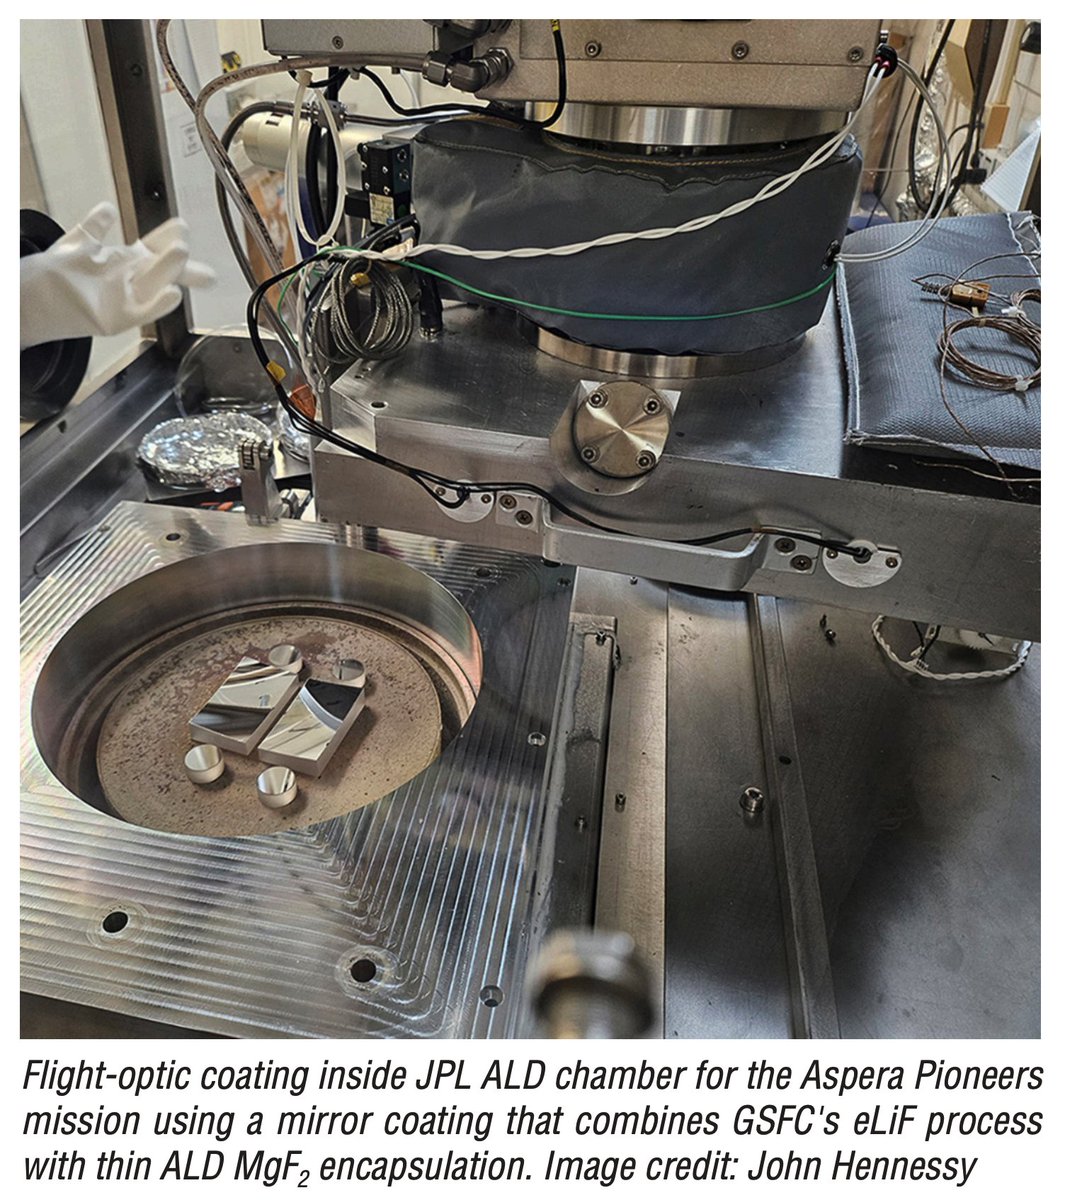 Flight-optic coating inside JPL ALD chamber for the Aspera Pioneers
mission using a mirror coating that combines GSFC's eLiF process
with thin ALD MgF₂ encapsulation. Image credit: John Hennessy